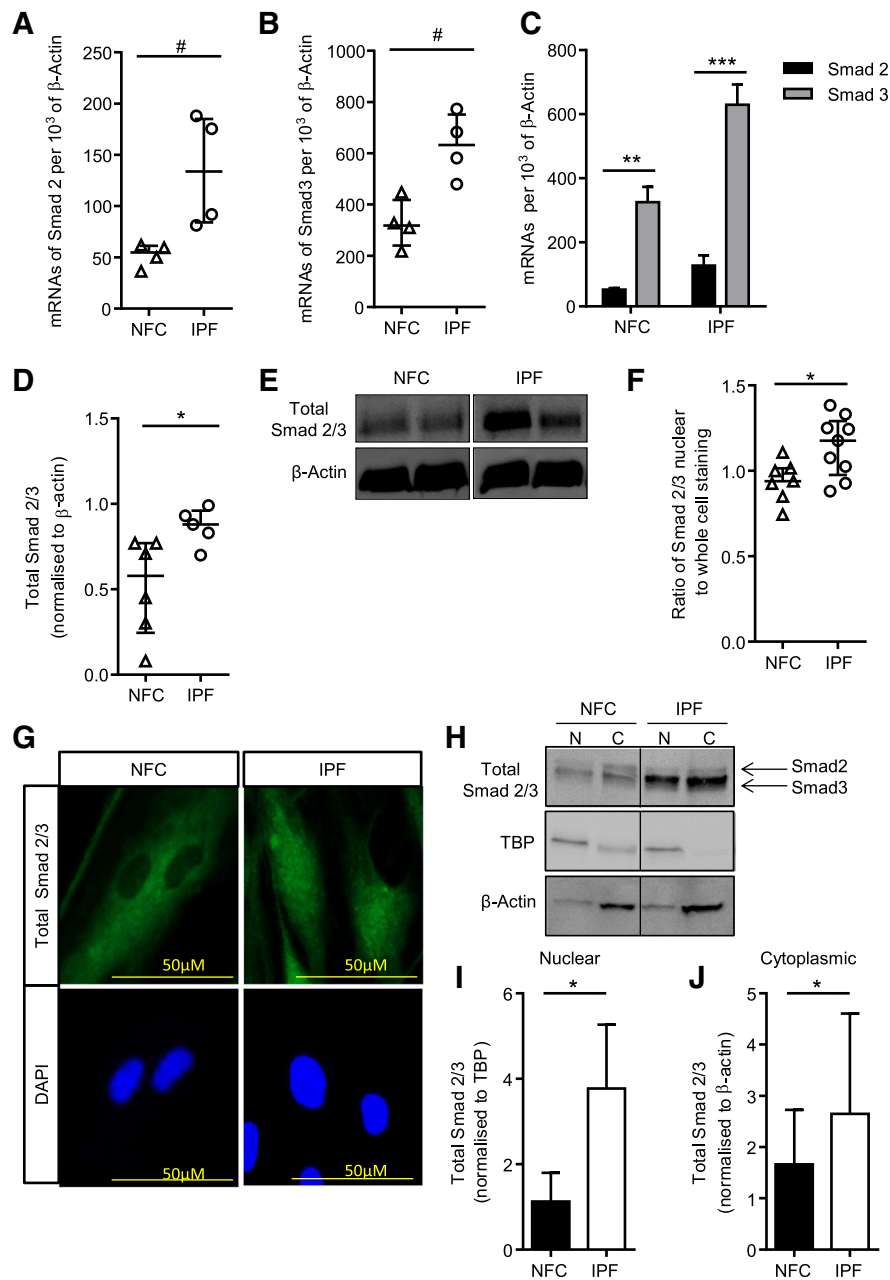 A
mRNAs of Smad 2 per 10³ of β-Actin
250
200
150
100
50
0
#
NFC
IPF
B
mRNAs of Smad3 per 10³ of β-Actin
1000
800
600
400
200
0
#
NFC
IPF
C
mRNAs per 10³ of β-Actin
800
600
400
200
0
**
***
NFC
IPF
Smad 2
Smad 3
D
Total Smad 2/3
(normalised to β-actin)
1.5
1.0
0.5
0.0
*
NFC
IPF
E
NFC
IPF
Total
Smad 2/3
β-Actin
F
Ratio of Smad 2/3 nuclear
to whole cell staining
1.5
1.0
0.5
0.0
*
NFC
IPF
G
NFC
IPF
Total Smad 2/3
50μM
50μM
DAPI
50μM
50μM
H
NFC
IPF
N
C
N
C
Total
Smad 2/3
Smad2
Smad3
TBP
β-Actin
I
Nuclear
Total Smad 2/3
(normalised to TBP)
6
4
2
0
*
NFC
IPF
J
Cytoplasmic
Total Smad 2/3
(normalised to β-actin)
5
4
3
2
1
0
*
NFC
IPF